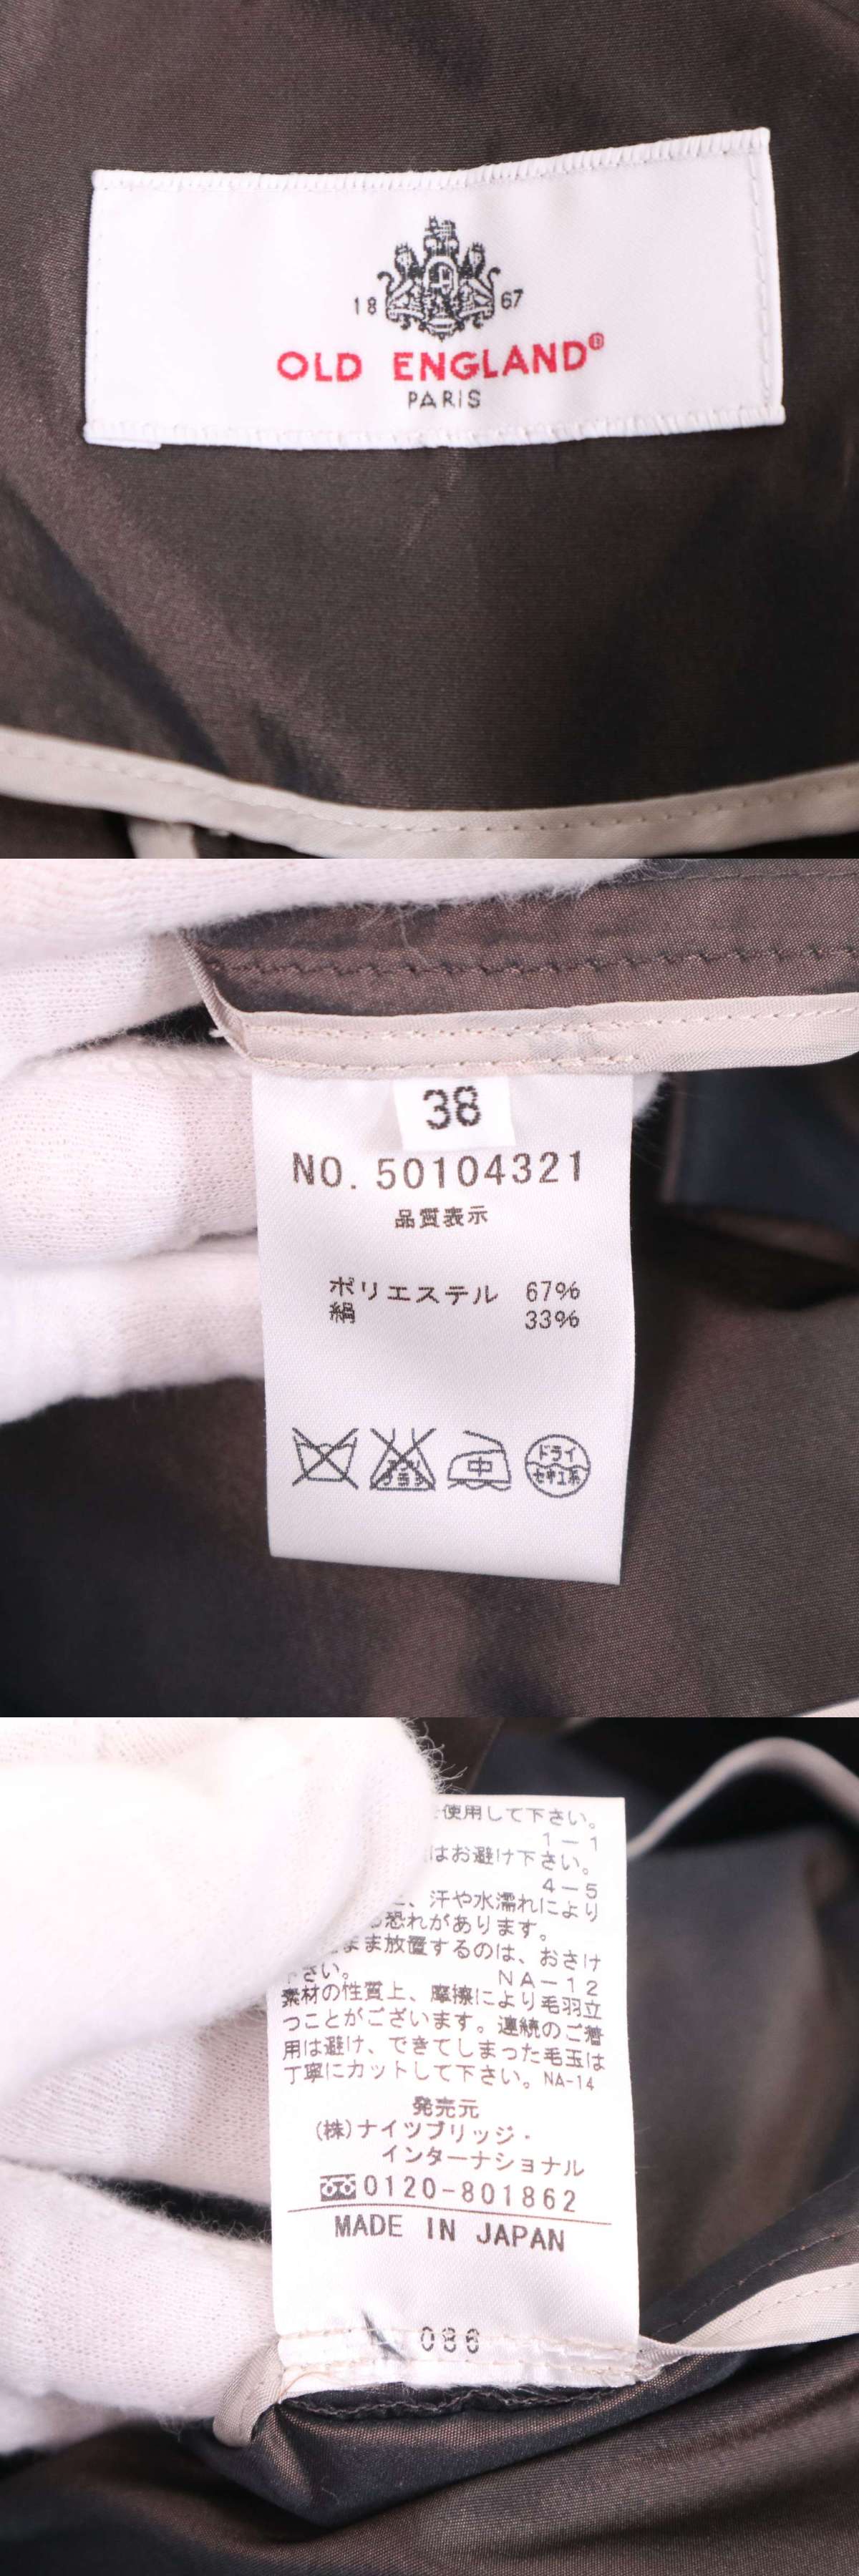 18 67
OLD ENGLAND®
PARIS
38
NO. 50104321
品質表示
ポリエステル 67%
絹 33%
中
ドライ
セキユ系
使用して下さい。
1-1
はお避け下さい。
4-5
、汗や水濡れにより
恐れがあります。
まま放置するのは、おさけ
下さい。 NA-12
素材の性質上、摩擦により毛羽立
つことがございます。連続のご着
用は避け、できてしまった毛玉は
丁寧にカットして下さい。NA-14
発売元
(株)ナイツブリッジ・
インターナショナル
0120-801862
MADE IN JAPAN
086